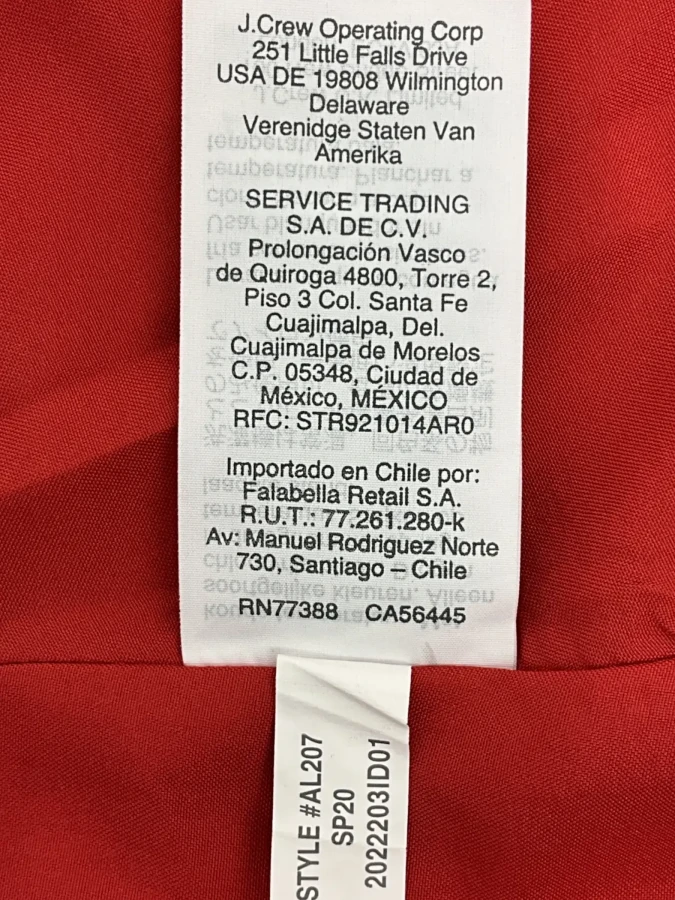 J.Crew Operating Corp
251 Little Falls Drive
USA DE 19808 Wilmington
Delaware
Verenidge Staten Van
Amerika
SERVICE TRADING
S.A. DE C.V.
Prolongación Vasco
de Quiroga 4800, Torre 2,
Piso 3 Col. Santa Fe
Cuajimalpa, Del.
Cuajimalpa de Morelos
C.P. 05348, Ciudad de
México, MÉXICO
RFC: STR921014AR0
Importado en Chile por:
Falabella Retail S.A.
R.U.T.: 77.261.280-k
Av: Manuel Rodriguez Norte
730, Santiago – Chile
RN77388 CA56445
STYLE #AL207
SP20
2022203ID01